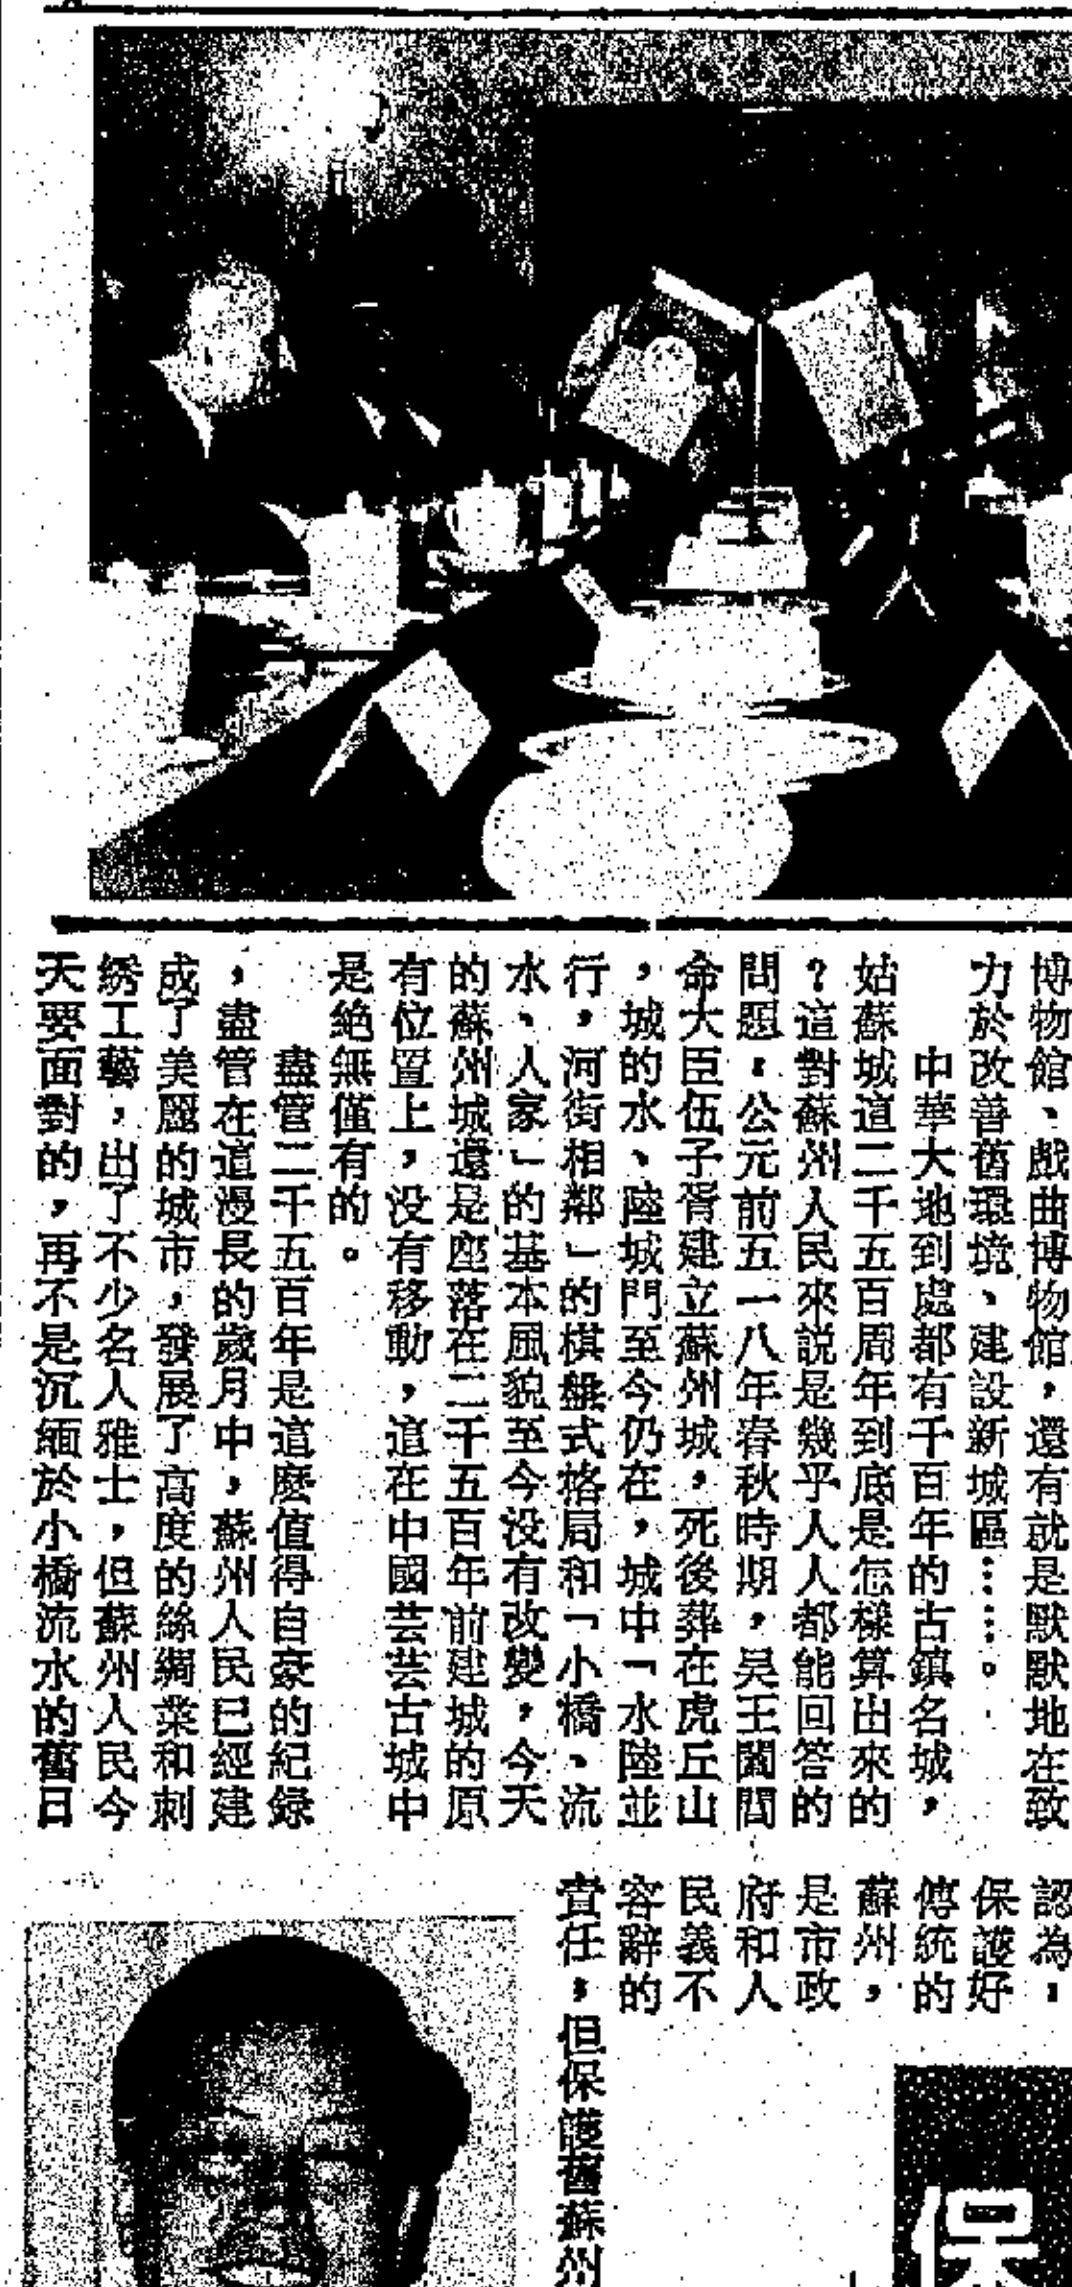 博物館、戲曲博物館，還有就是默默地在致
力於改善舊環境、建設新城區……。
中華大地到處都有千百年的古鎮名城，
姑蘇城道二千五百周年到底是怎樣算出來的
？這對蘇州人民來説是幾乎人人都能回答的
問題。公元前五一八年春秋時期，吴王闔閭
命大臣伍子胥建立蘇州城，死後葬在虎丘山
，城的水、陸城門至今仍在，城中「水陸並
行，河街相鄰」的棋盤式格局和「小橋、流
水、人家」的基本風貌至今没有改變，今天
的蘇州城還是座落在二千五百年前建城的原
有位置上，没有移動，這在中國芸芸古城中
是絶無僅有的。
盡管二千五百年是這麽值得自豪的紀録
，盡管在這漫長的歲月中，蘇州人民已經建
成了美麗的城市，發展了高度的絲綢業和刺
綉工藝，出了不少名人雅士，但蘇州人民今
天要面對的，再不是沉緬於小橋流水的舊日
認為，
保護好
傳統的
蘇州，
是市政
府和人
民義不
容辭的
責任，但保護舊蘇州
保